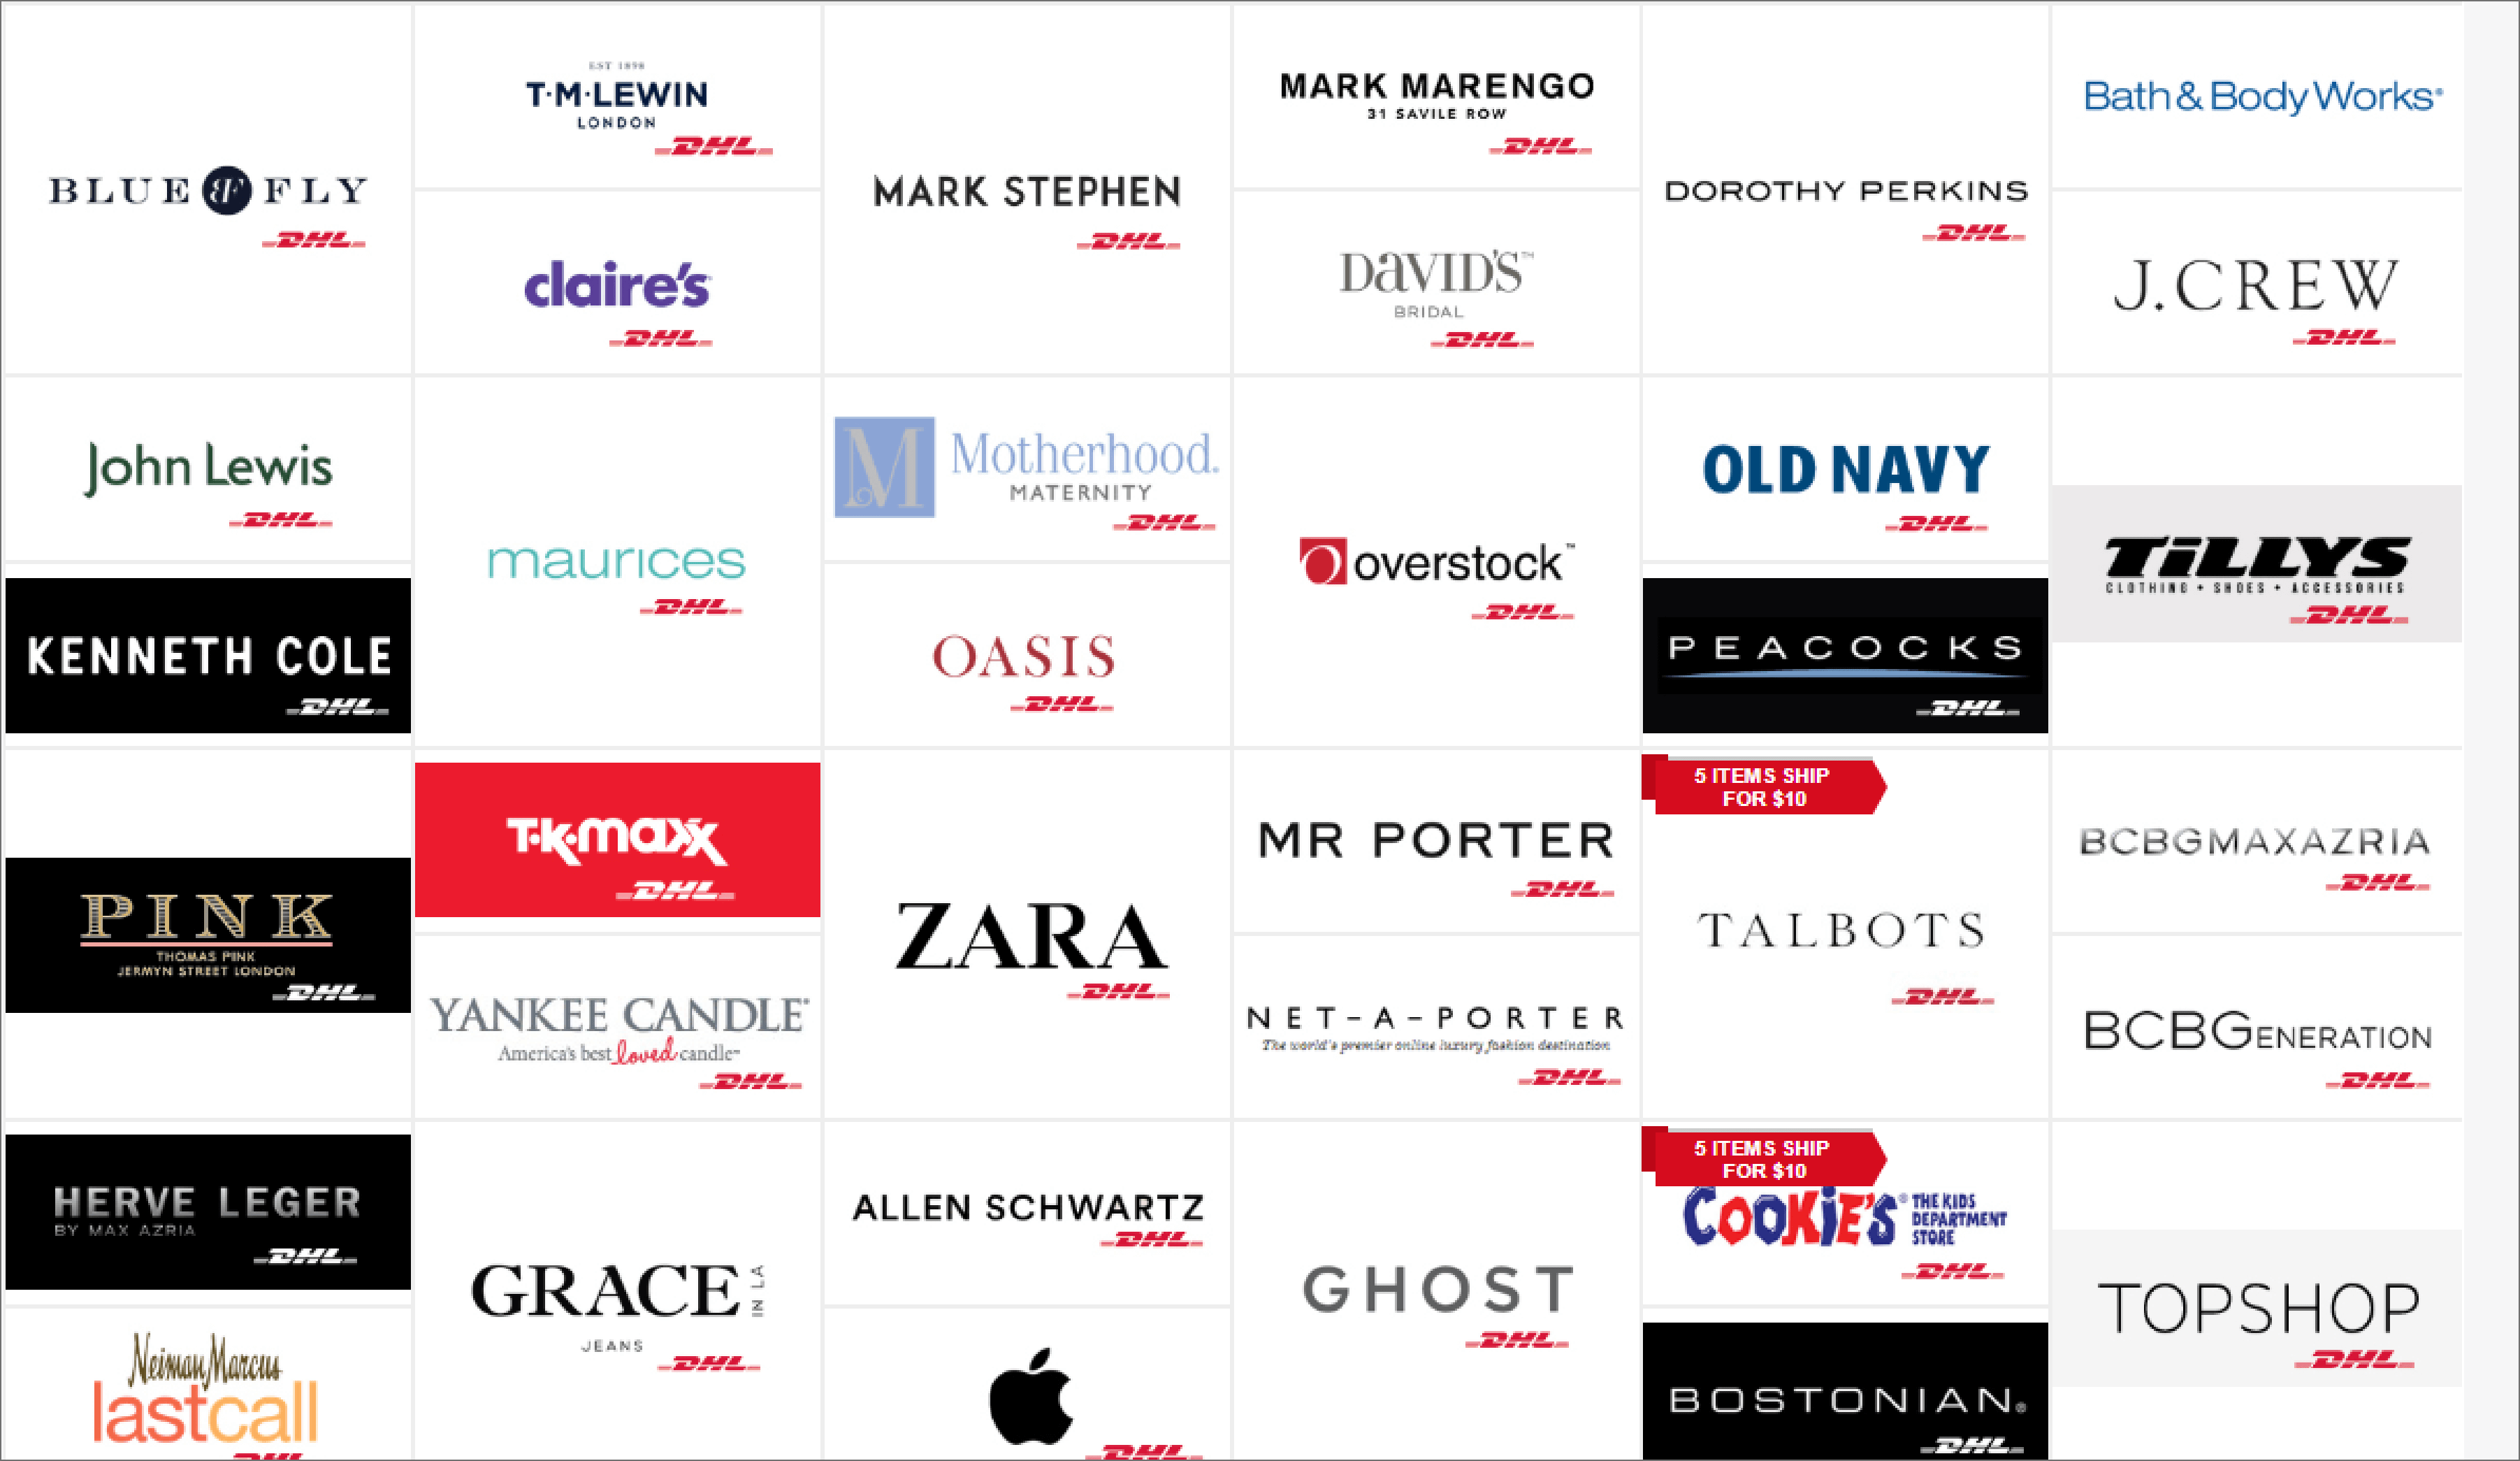 BLUE BF FLY
DHL
EST 1898
T·M·LEWIN
LONDON
DHL
claire's
DHL
MARK STEPHEN
DHL
MARK MARENGO
31 SAVILE ROW
DHL
DAVID'S™
BRIDAL
DHL
DOROTHY PERKINS
DHL
Bath & Body Works®
J.CREW
DHL
John Lewis
DHL
KENNETH COLE
DHL
maurices
DHL
M Motherhood.
MATERNITY
DHL
OASIS
DHL
overstock™
DHL
OLD NAVY
DHL
PEACOCKS
DHL
TiLLYS
CLOTHING + SHOES + ACCESSORIES
DHL
PINK
THOMAS PINK
JERMYN STREET LONDON
DHL
T·K·maxx
DHL
YANKEE CANDLE®
America's best loved candle™
DHL
ZARA
DHL
MR PORTER
DHL
NET-A-PORTER
The world's premier online luxury fashion destination
DHL
5 ITEMS SHIP
FOR $10
TALBOTS
DHL
BCBGMAXAZRIA
DHL
BCBGENERATION
DHL
HERVE LEGER
BY MAX AZRIA
DHL
Neiman Marcus
lastcall
DHL
GRACE IN LA
JEANS
DHL
ALLEN SCHWARTZ
DHL
DHL
GHOST
DHL
5 ITEMS SHIP
FOR $10
COOKiE'S® THE KIDS
DEPARTMENT
STORE
DHL
BOSTONIAN®
DHL
TOPSHOP
DHL